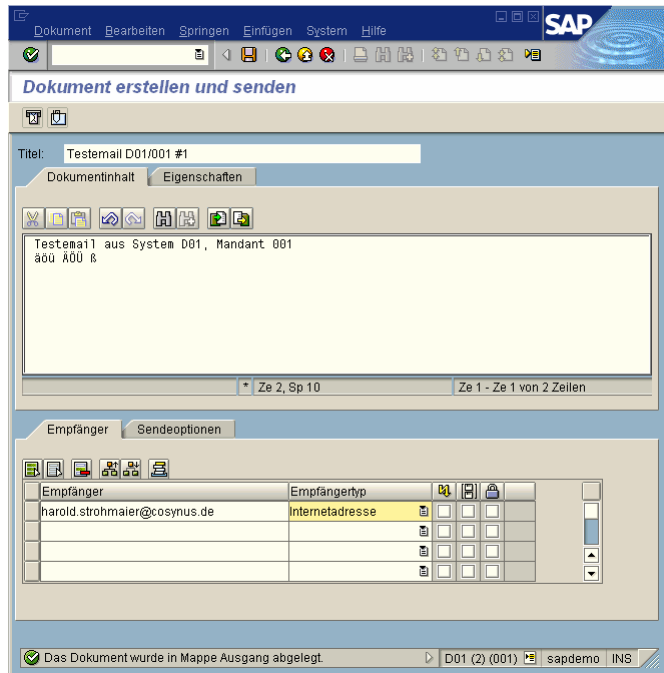 Dokument Bearbeiten Springen Einfügen System Hilfe
SAP
Dokument erstellen und senden
Titel: Testemail D01/001 #1
Dokumentinhalt Eigenschaften
Testemail aus System D01, Mandant 001
äöü ÄÖÜ ß
* Ze 2, Sp 10 Ze 1 - Ze 1 von 2 Zeilen
Empfänger Sendeoptionen
Empfänger Empfängertyp
harold.strohmaier@cosynus.de Internetadresse
Das Dokument wurde in Mappe Ausgang abgelegt. D01 (2) (001) sapdemo INS